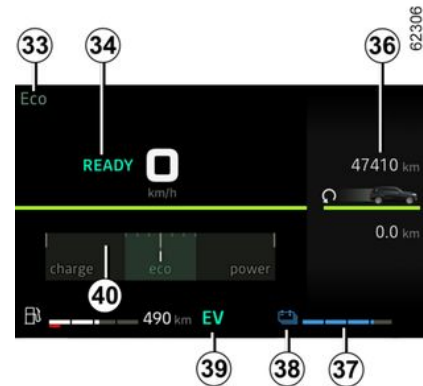 62306
33
34
36
Eco
READY 0
km/h
47410 km
0.0 km
charge eco power
40
490 km EV
39
38
37